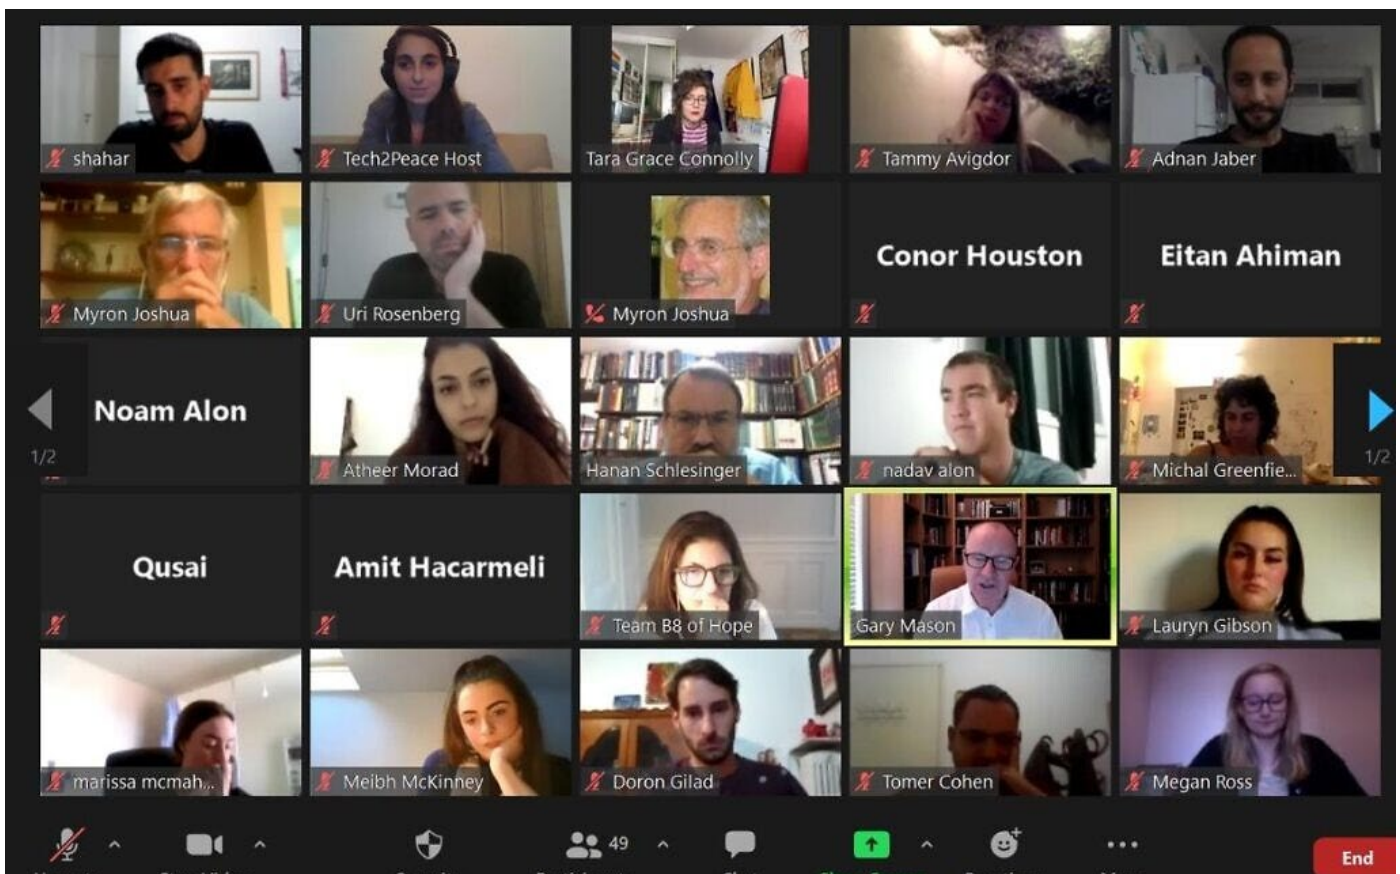 shahar
Tech2Peace Host
Tara Grace Connolly
Tammy Avigdor
Adnan Jaber
Myron Joshua
Uri Rosenberg
Myron Joshua
Conor Houston
Eitan Ahiman
Noam Alon
1/2
Atheer Morad
Hanan Schlesinger
nadav alon
Michal Greenfie...
1/2
Qusai
Amit Hacarmeli
Team B8 of Hope
Gary Mason
Lauryn Gibson
marissa mcmah...
Meibh McKinney
Doron Gilad
Tomer Cohen
Megan Ross
49
End